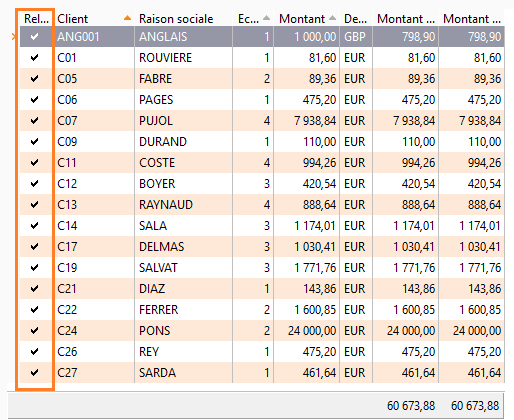 Rel... Client Raison sociale Ec... Montant De... Montant ... Montant ...
ANG001 ANGLAIS 1 1 000,00 GBP 798,90 798,90
C01 ROUVIERE 1 81,60 EUR 81,60 81,60
C05 FABRE 2 89,36 EUR 89,36 89,36
C06 PAGES 1 475,20 EUR 475,20 475,20
C07 PUJOL 4 7 938,84 EUR 7 938,84 7 938,84
C09 DURAND 1 110,00 EUR 110,00 110,00
C11 COSTE 4 994,26 EUR 994,26 994,26
C12 BOYER 3 420,54 EUR 420,54 420,54
C13 RAYNAUD 4 888,64 EUR 888,64 888,64
C14 SALA 3 1 174,01 EUR 1 174,01 1 174,01
C17 DELMAS 3 1 030,41 EUR 1 030,41 1 030,41
C19 SALVAT 3 1 771,76 EUR 1 771,76 1 771,76
C21 DIAZ 1 143,86 EUR 143,86 143,86
C22 FERRER 2 1 600,85 EUR 1 600,85 1 600,85
C24 PONS 2 24 000,00 EUR 24 000,00 24 000,00
C26 REY 1 475,20 EUR 475,20 475,20
C27 SARDA 1 461,64 EUR 461,64 461,64
60 673,88 60 673,88